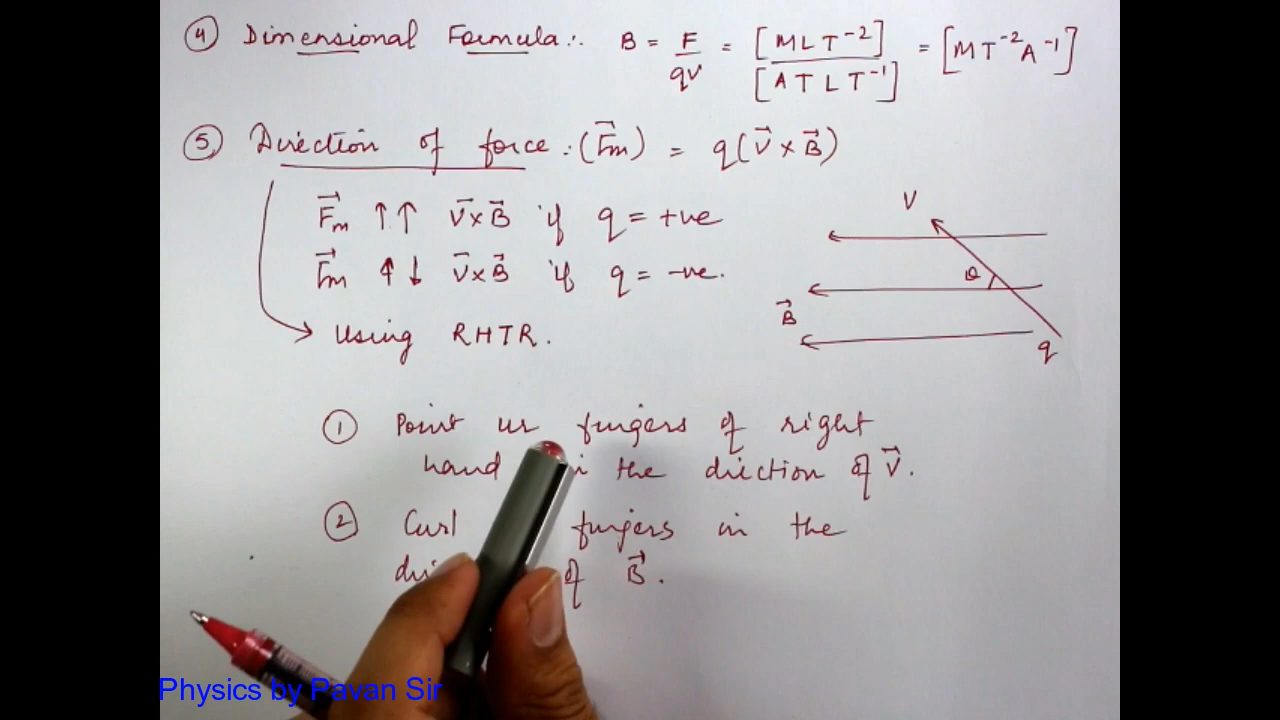 ④ Dimensional Formula:. B = F/qv = [MLT⁻²]/[ATLT⁻¹] = [MT⁻²A⁻¹]
⑤ Direction of force :(F⃗m) = q(V⃗×B⃗)
F⃗m ↑↑ V⃗×B⃗ if q = +ve
F⃗m ↑↓ V⃗×B⃗ if q = -ve.
Using RHTR.
V
θ
B⃗
q
① Point ur fingers of right
hand the direction of V⃗.
② Curl fingers in the
of B⃗.
Physics by Pavan Sir